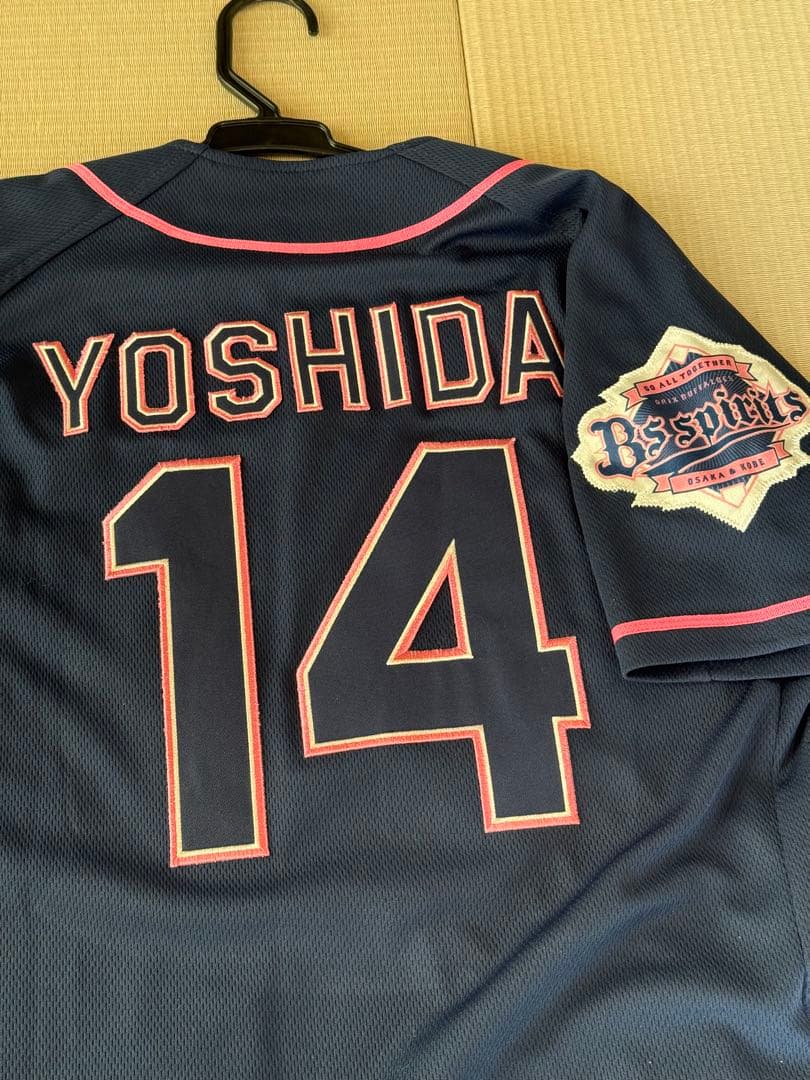 YOSHIDA
14
SO ALL TOGETHER
ORIX BUFFALOES
Bs spirits
OSAKA & KOBE